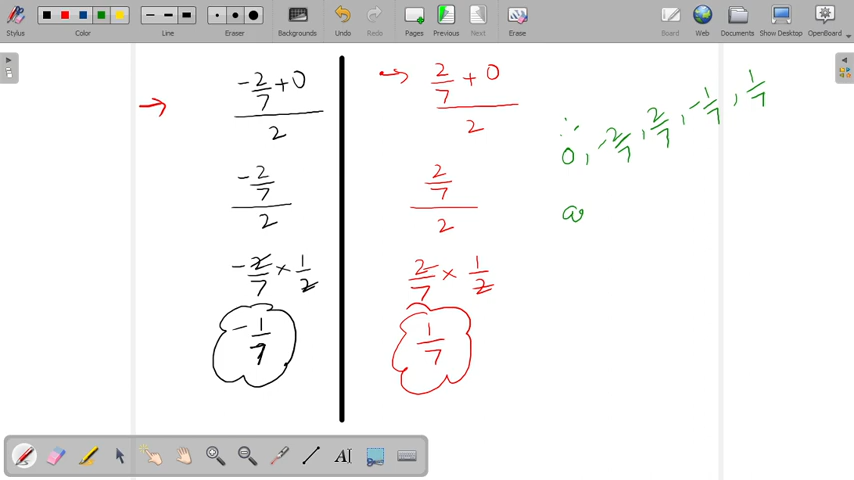 Color
Line
Eraser
Backgrounds
Undo
Redo
Pages
Previous
Next
Erase
Board
Web
Documents
Show Desktop
OpenBoard
→ (-2/7 + 0)/2
(-2/7)/2
-2/7 × 1/2
-1/7
→ (2/7 + 0)/2
(2/7)/2
2/7 × 1/2
1/7
∴
0, -2/7, 2/7, -1/7, 1/7